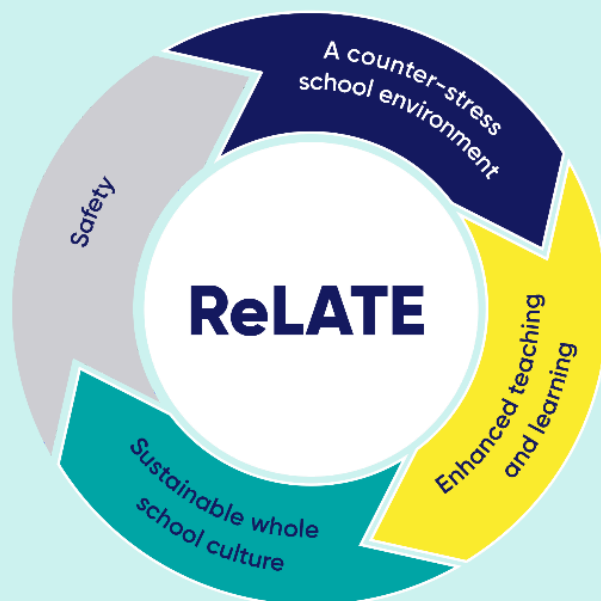 A counter-stress
school environment
Enhanced teaching
and learning
Sustainable whole
school culture
Safety
ReLATE